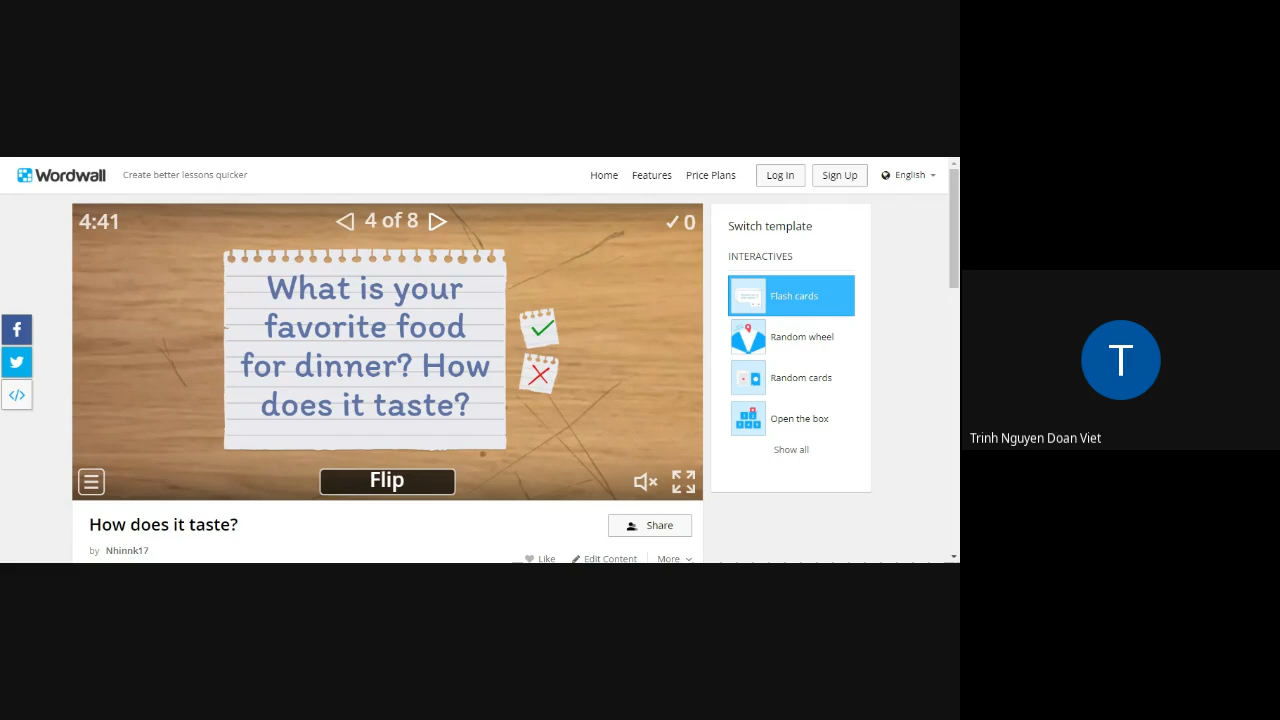 Wordwall Create better lessons quicker Home Features Price Plans Log In Sign Up English
4:41 4 of 8 0
What is your
favorite food
for dinner? How
does it taste?
Flip
How does it taste?
Share
by Nhinnk17
Like Edit Content More
Switch template
INTERACTIVES
Flash cards
Random wheel
Random cards
Open the box
Show all
T
Trinh Nguyen Doan Viet